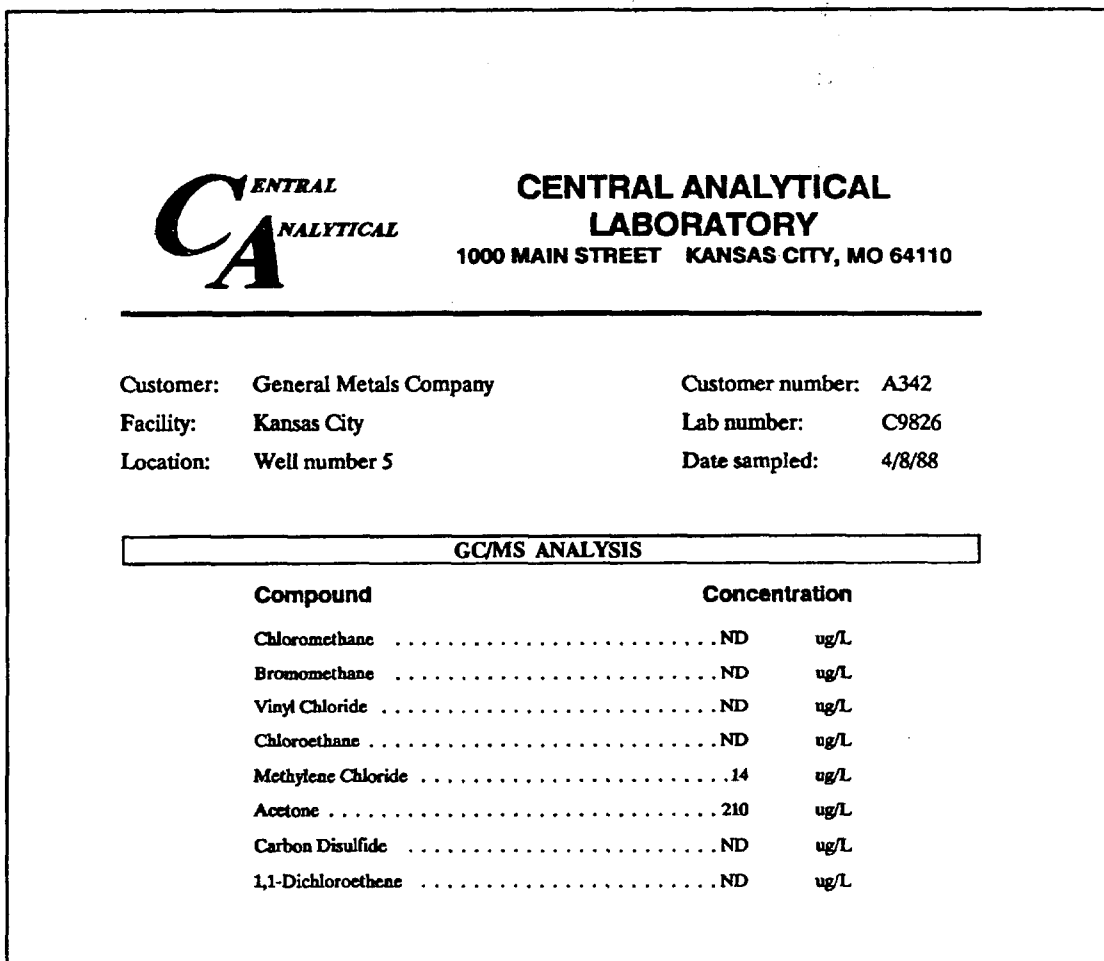 CENTRAL
ANALYTICAL
CENTRAL ANALYTICAL
LABORATORY
1000 MAIN STREET KANSAS CITY, MO 64110
Customer: General Metals Company Customer number: A342
Facility: Kansas City Lab number: C9826
Location: Well number 5 Date sampled: 4/8/88
GC/MS ANALYSIS
Compound Concentration
Chloromethane . . . . . . . . . . . . . . . . . . . . . . . . . ND ug/L
Bromomethane . . . . . . . . . . . . . . . . . . . . . . . . . ND ug/L
Vinyl Chloride . . . . . . . . . . . . . . . . . . . . . . . . . . ND ug/L
Chloroethane . . . . . . . . . . . . . . . . . . . . . . . . . . . ND ug/L
Methylene Chloride . . . . . . . . . . . . . . . . . . . . . . . . 14 ug/L
Acetone . . . . . . . . . . . . . . . . . . . . . . . . . . . . . . 210 ug/L
Carbon Disulfide . . . . . . . . . . . . . . . . . . . . . . . . ND ug/L
1,1-Dichloroethene . . . . . . . . . . . . . . . . . . . . . . . ND ug/L